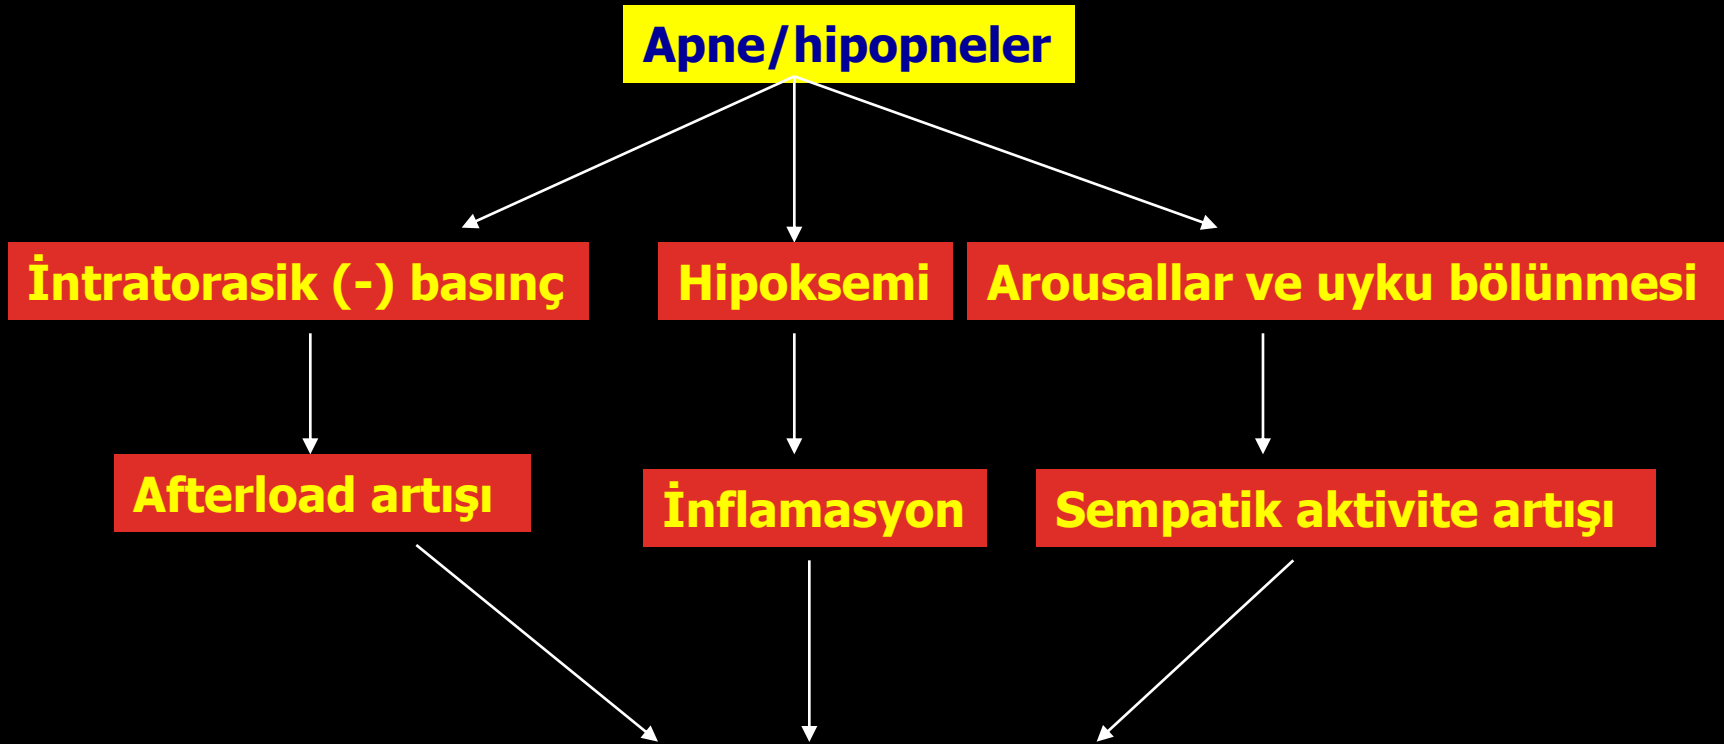 Apne/hipopneler
İntratorasik (-) basınç
Hipoksemi
Arousallar ve uyku bölünmesi
Afterload artışı
İnflamasyon
Sempatik aktivite artışı